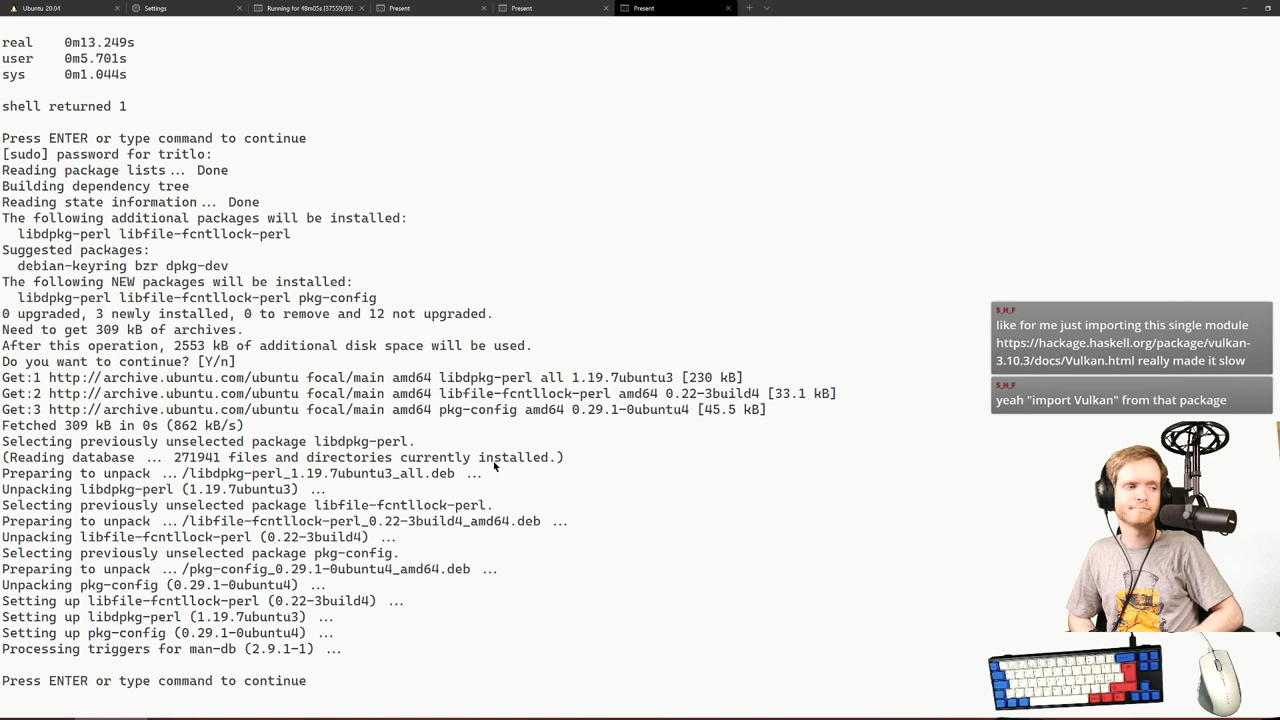 Ubuntu 20.04
Settings
Running for 48m05s [37559/393
Present
Present
Present
real 0m13.249s
user 0m5.701s
sys 0m1.044s
shell returned 1
Press ENTER or type command to continue
[sudo] password for tritlo:
Reading package lists... Done
Building dependency tree
Reading state information... Done
The following additional packages will be installed:
libdpkg-perl libfile-fcntllock-perl
Suggested packages:
debian-keyring bzr dpkg-dev
The following NEW packages will be installed:
libdpkg-perl libfile-fcntllock-perl pkg-config
0 upgraded, 3 newly installed, 0 to remove and 12 not upgraded.
Need to get 309 kB of archives.
After this operation, 2553 kB of additional disk space will be used.
Do you want to continue? [Y/n]
Get:1 http://archive.ubuntu.com/ubuntu focal/main amd64 libdpkg-perl all 1.19.7ubuntu3 [230 kB]
Get:2 http://archive.ubuntu.com/ubuntu focal/main amd64 libfile-fcntllock-perl amd64 0.22-3build4 [33.1 kB]
Get:3 http://archive.ubuntu.com/ubuntu focal/main amd64 pkg-config amd64 0.29.1-0ubuntu4 [45.5 kB]
Fetched 309 kB in 0s (862 kB/s)
Selecting previously unselected package libdpkg-perl.
(Reading database ... 271941 files and directories currently installed.)
Preparing to unpack .../libdpkg-perl_1.19.7ubuntu3_all.deb ...
Unpacking libdpkg-perl (1.19.7ubuntu3) ...
Selecting previously unselected package libfile-fcntllock-perl.
Preparing to unpack .../libfile-fcntllock-perl_0.22-3build4_amd64.deb ...
Unpacking libfile-fcntllock-perl (0.22-3build4) ...
Selecting previously unselected package pkg-config.
Preparing to unpack .../pkg-config_0.29.1-0ubuntu4_amd64.deb ...
Unpacking pkg-config (0.29.1-0ubuntu4) ...
Setting up libfile-fcntllock-perl (0.22-3build4) ...
Setting up libdpkg-perl (1.19.7ubuntu3) ...
Setting up pkg-config (0.29.1-0ubuntu4) ...
Processing triggers for man-db (2.9.1-1) ...
Press ENTER or type command to continue
S_H_F
like for me just importing this single module
https://hackage.haskell.org/package/vulkan-
3.10.3/docs/Vulkan.html really made it slow
S_H_F
yeah "import Vulkan" from that package